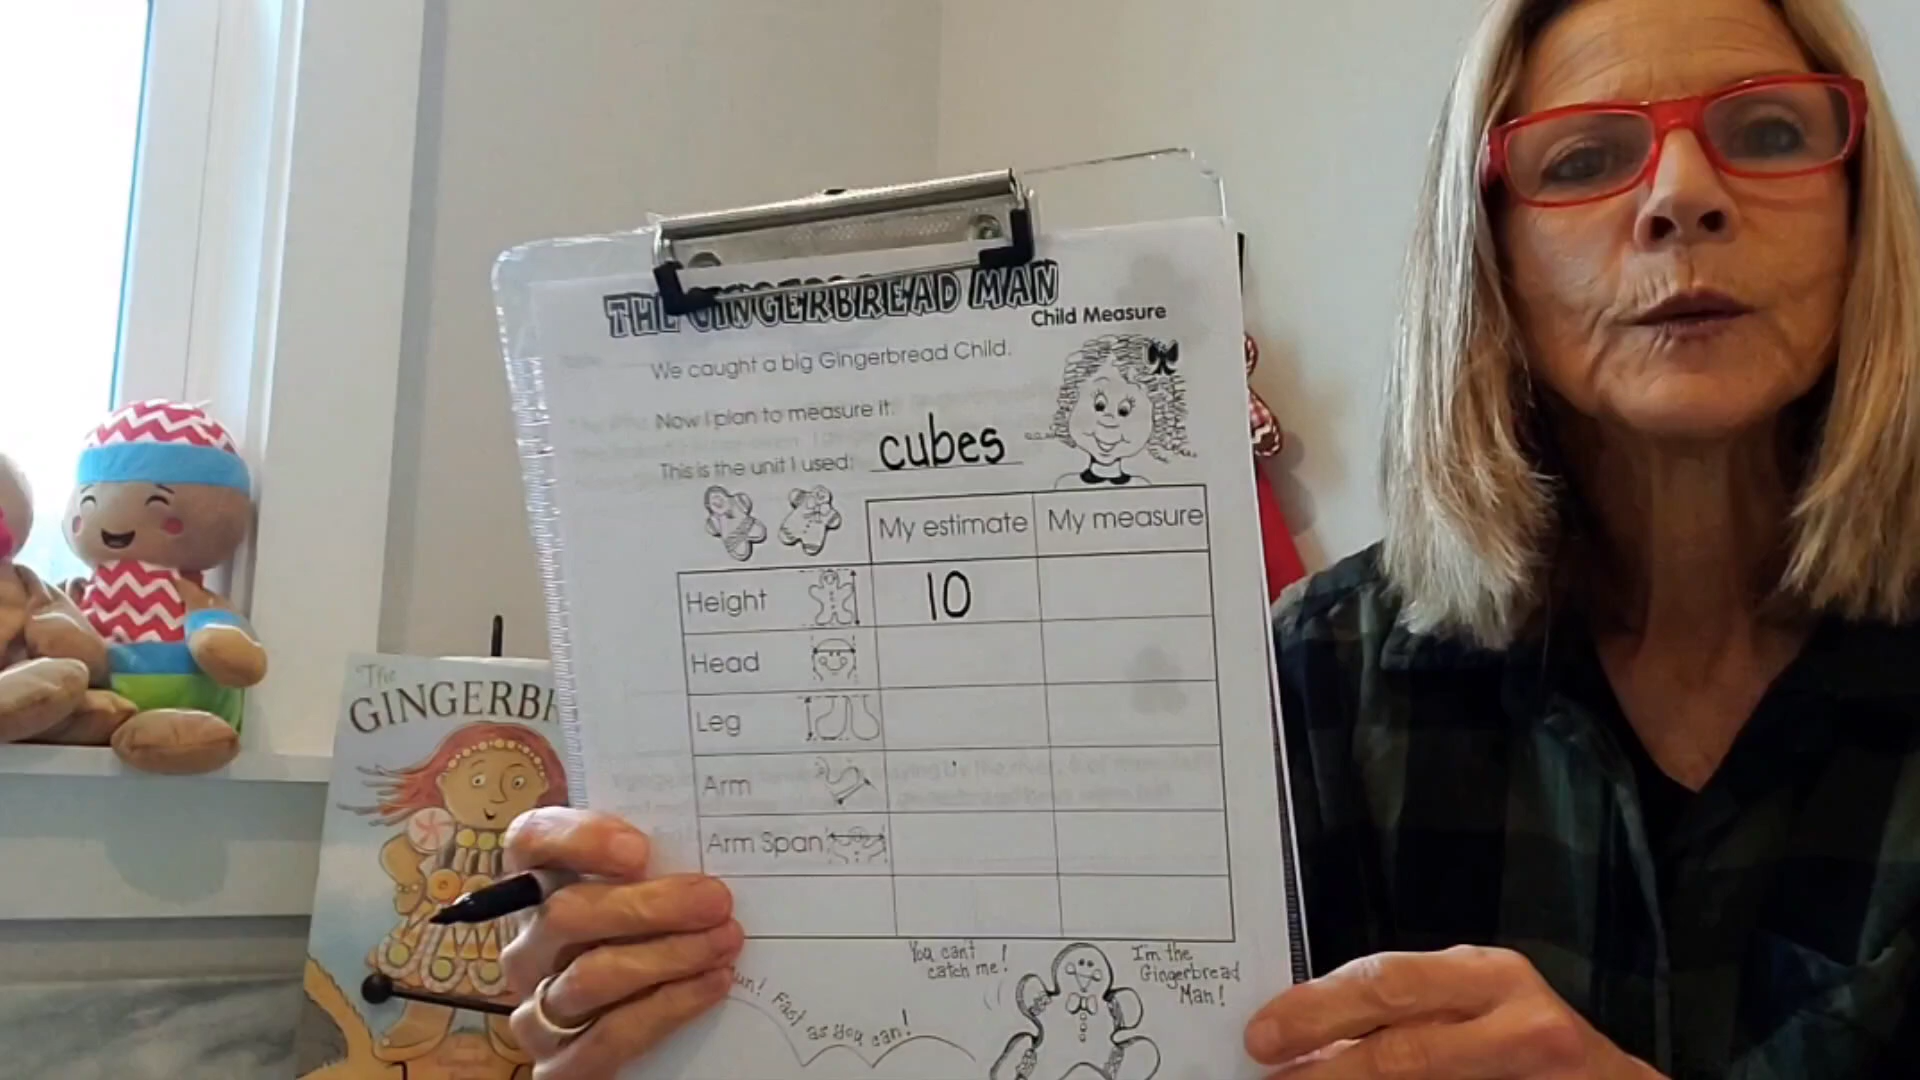 THE GINGERBREAD MAN
Child Measure
We caught a big Gingerbread Child.
Now I plan to measure it.
This is the unit I used: cubes
My estimate My measure
Height 10
Head
Leg
Arm
Arm Span
You can't
catch me!
I'm the
Gingerbread
Man!
Fast
as you can!
The
GINGERB